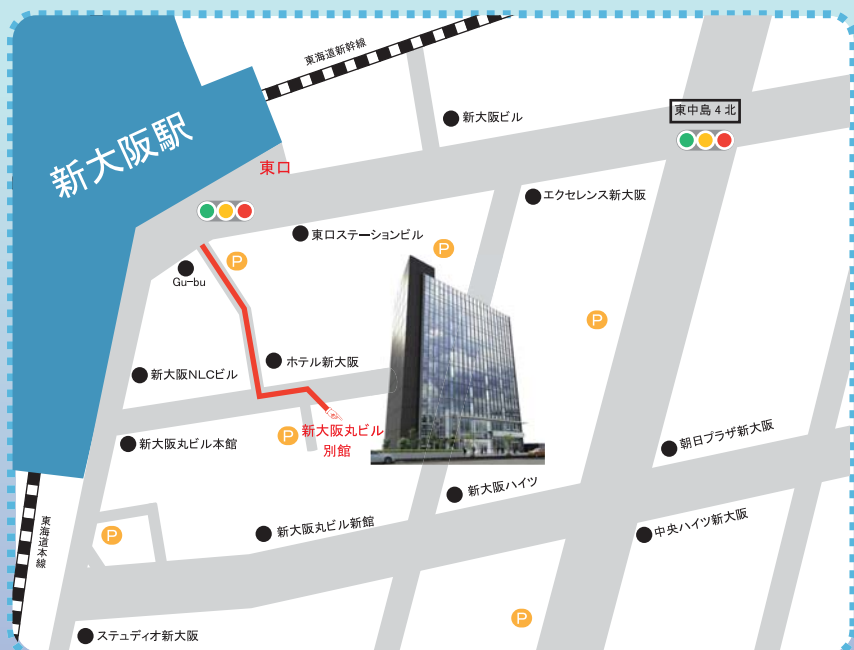 東海道新幹線
新大阪ビル
東中島4北
新大阪駅
東口
エクセレンス新大阪
東口ステーションビル
P
P
Gu-bu
P
ホテル新大阪
新大阪NLCビル
新大阪丸ビル
別館
P
新大阪丸ビル本館
朝日プラザ新大阪
新大阪ハイツ
中央ハイツ新大阪
新大阪丸ビル新館
P
東海道本線
P
ステュディオ新大阪